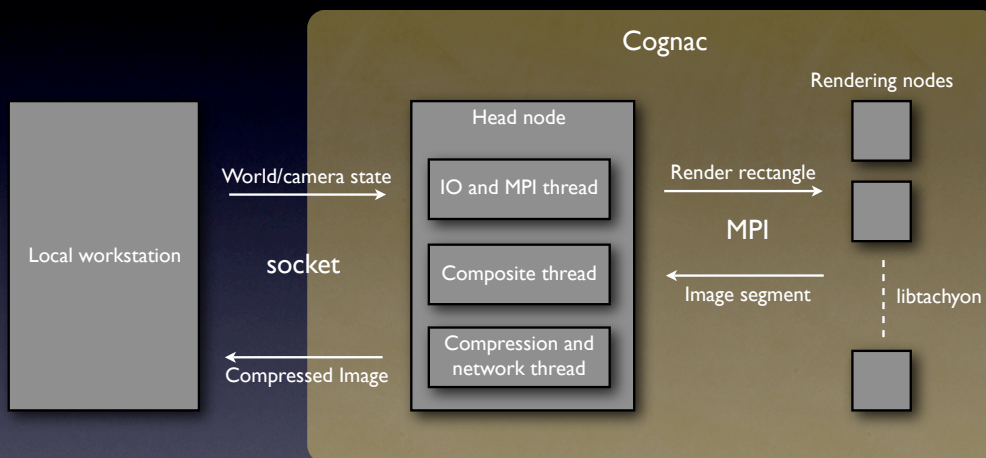 Cognac
Rendering nodes
Head node
World/camera state
IO and MPI thread
Render rectangle
Local workstation
socket
Composite thread
MPI
Image segment
libtachyon
Compression and
network thread
Compressed Image